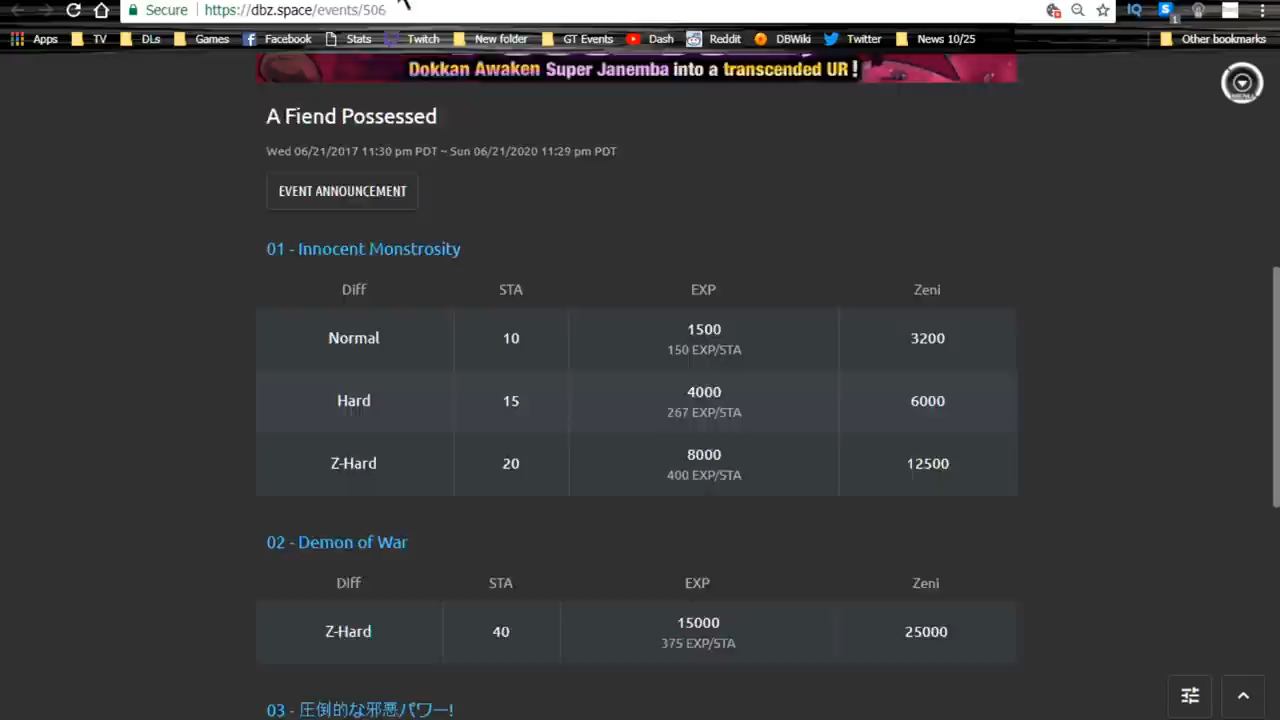 Secure https://dbz.space/events/506
Apps TV DLs Games Facebook Stats Twitch New folder GT Events Dash Reddit DBWiki Twitter News 10/25 Other bookmarks
Dokkan Awaken Super Janemba into a transcended UR!
A Fiend Possessed
Wed 06/21/2017 11:30 pm PDT ~ Sun 06/21/2020 11:29 pm PDT
EVENT ANNOUNCEMENT
01 - Innocent Monstrosity
Diff STA EXP Zeni
Normal 10 1500 3200
150 EXP/STA
Hard 15 4000 6000
267 EXP/STA
Z-Hard 20 8000 12500
400 EXP/STA
02 - Demon of War
Diff STA EXP Zeni
Z-Hard 40 15000 25000
375 EXP/STA
03 - 圧倒的な邪悪パワー!